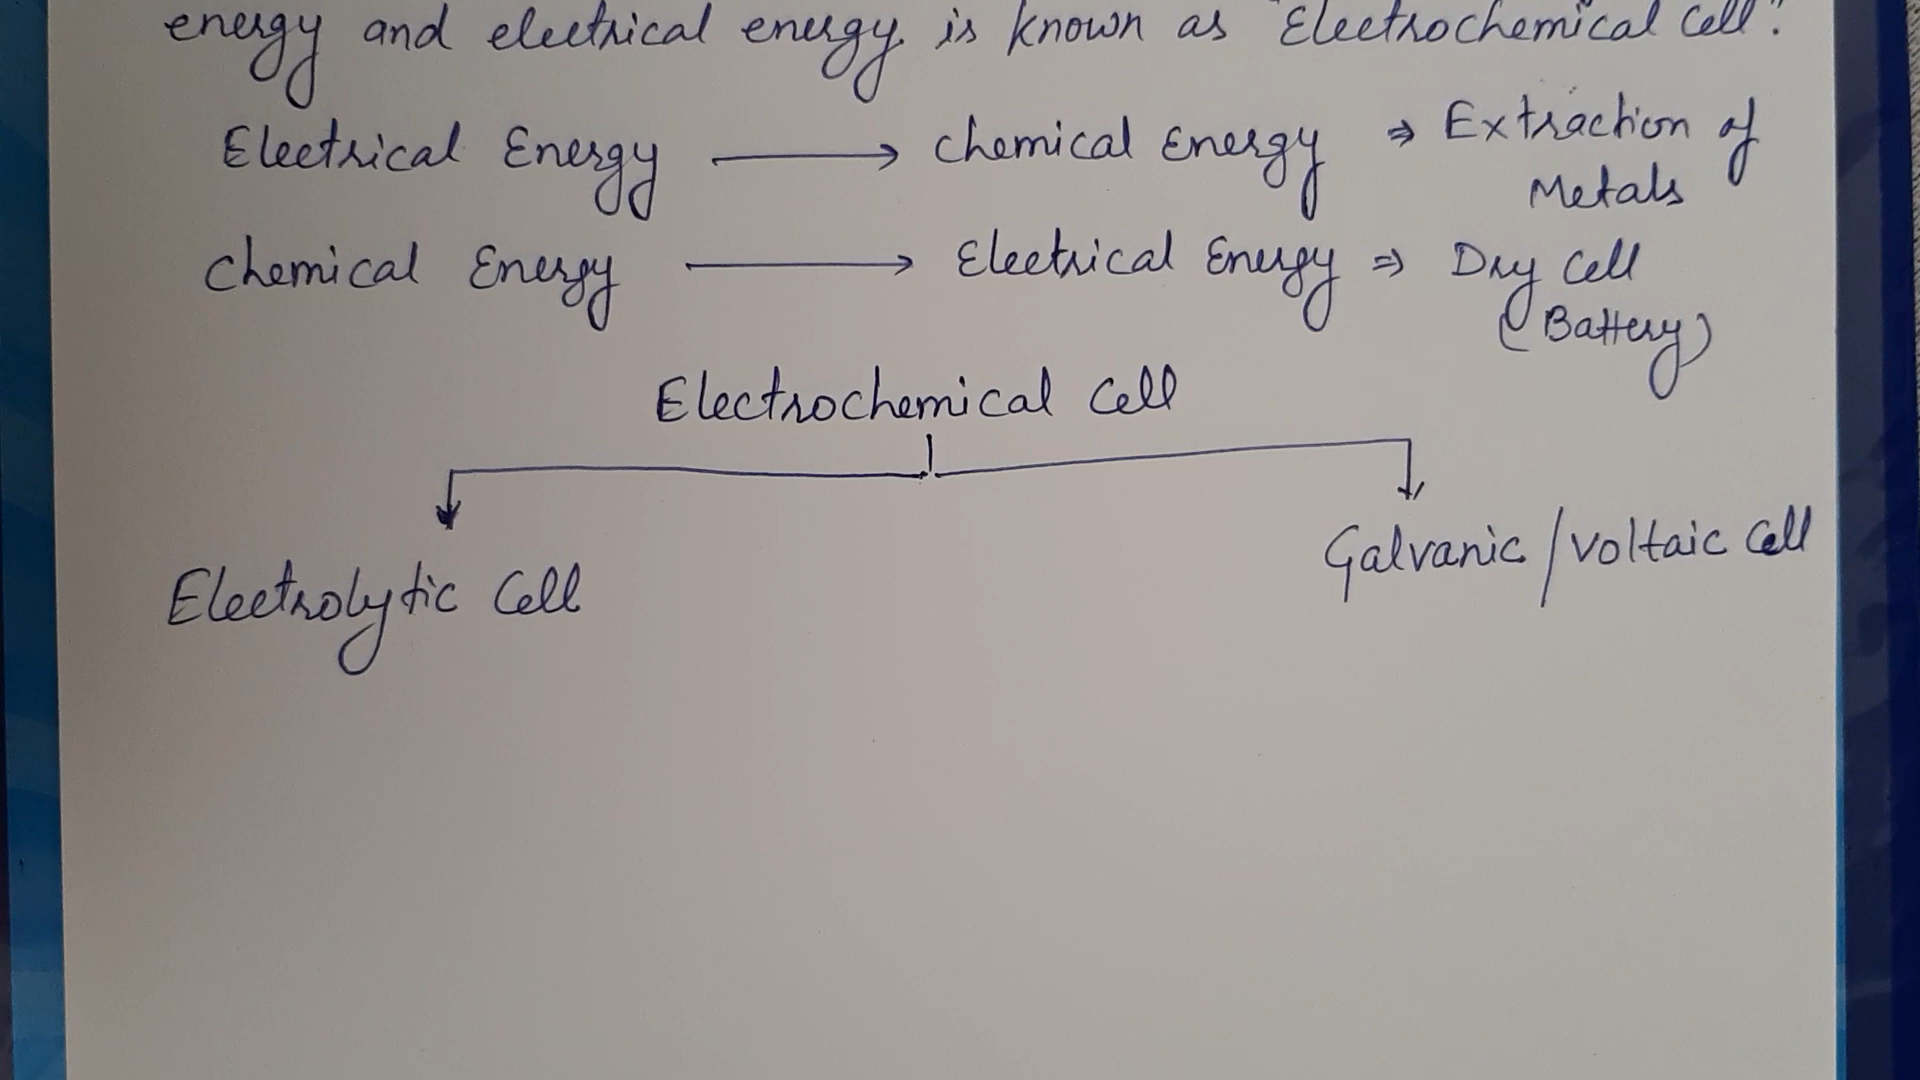 energy and electrical energy is known as "Electrochemical Cell".
Electrical Energy → Chemical Energy ⇒ Extraction of
Metals
Chemical Energy → Electrical Energy ⇒ Dry Cell
(Battery)
Electrochemical Cell
Electrolytic Cell
Galvanic / Voltaic Cell